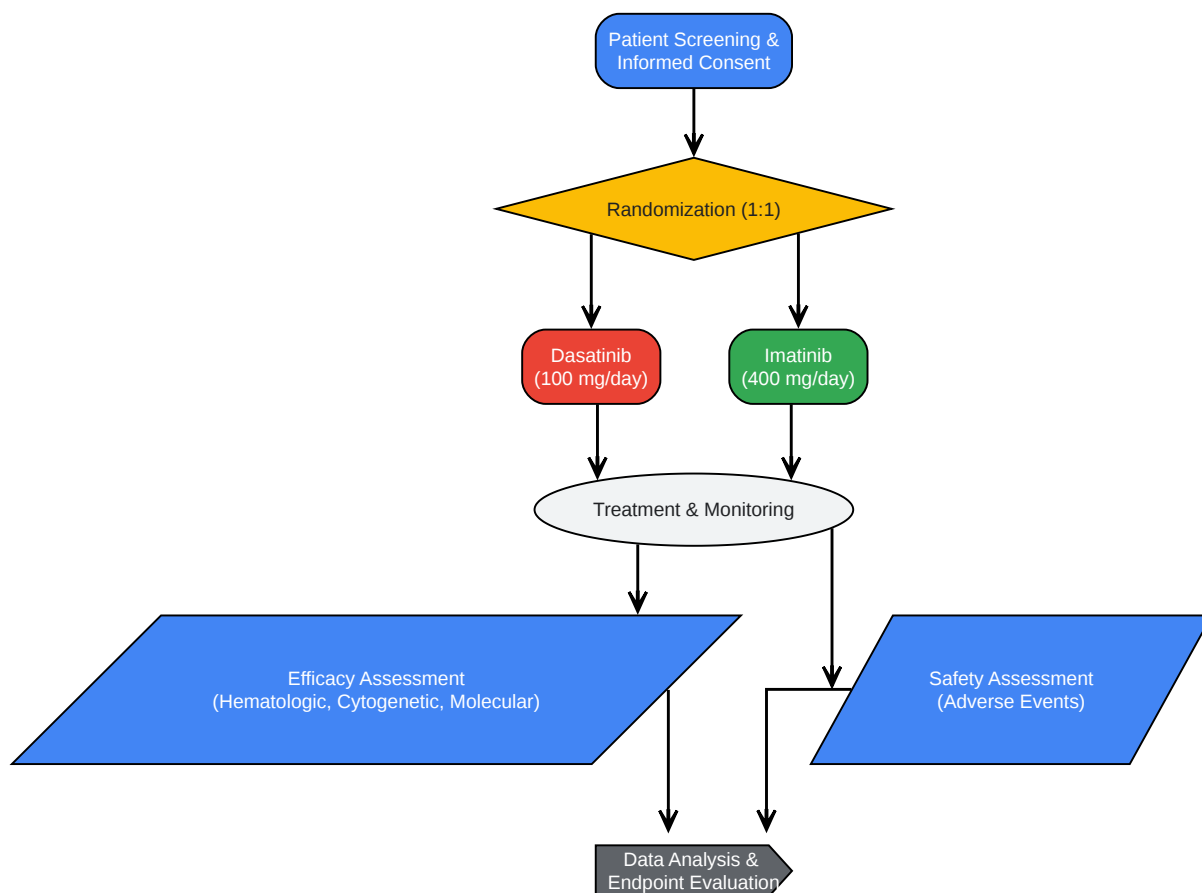 Patient Screening &
Informed Consent
Randomization (1:1)
Dasatinib
(100 mg/day)
Imatinib
(400 mg/day)
Treatment & Monitoring
Efficacy Assessment
(Hematologic, Cytogenetic, Molecular)
Safety Assessment
(Adverse Events)
Data Analysis &
Endpoint Evaluation